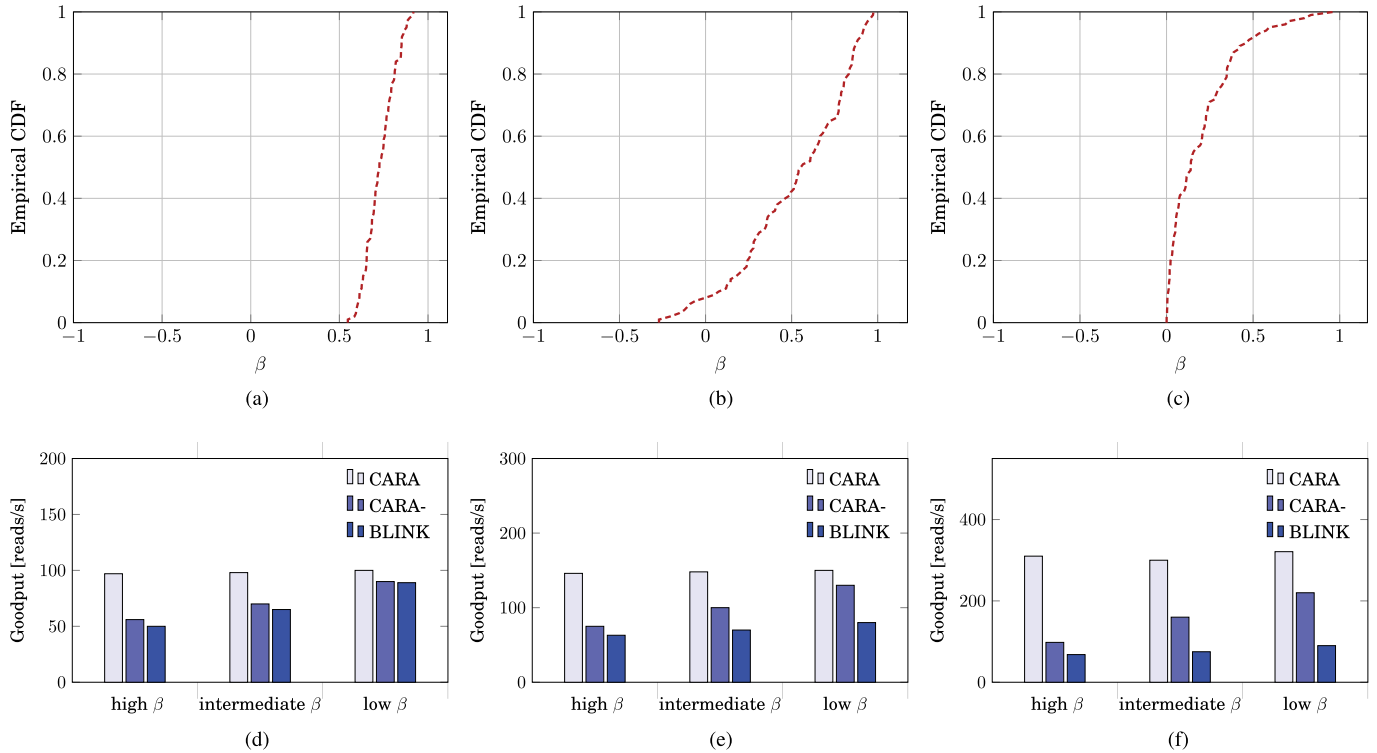 1
0.8
0.6
0.4
0.2
0
Empirical CDF
−1
−0.5
0
0.5
1
β
(a)
1
0.8
0.6
0.4
0.2
0
Empirical CDF
−1
−0.5
0
0.5
1
β
(b)
1
0.8
0.6
0.4
0.2
0
Empirical CDF
−1
−0.5
0
0.5
1
β
(c)
200
150
100
50
0
Goodput [reads/s]
CARA
CARA-
BLINK
high β
intermediate β
low β
(d)
300
200
100
0
Goodput [reads/s]
CARA
CARA-
BLINK
high β
intermediate β
low β
(e)
400
200
0
Goodput [reads/s]
CARA
CARA-
BLINK
high β
intermediate β
low β
(f)